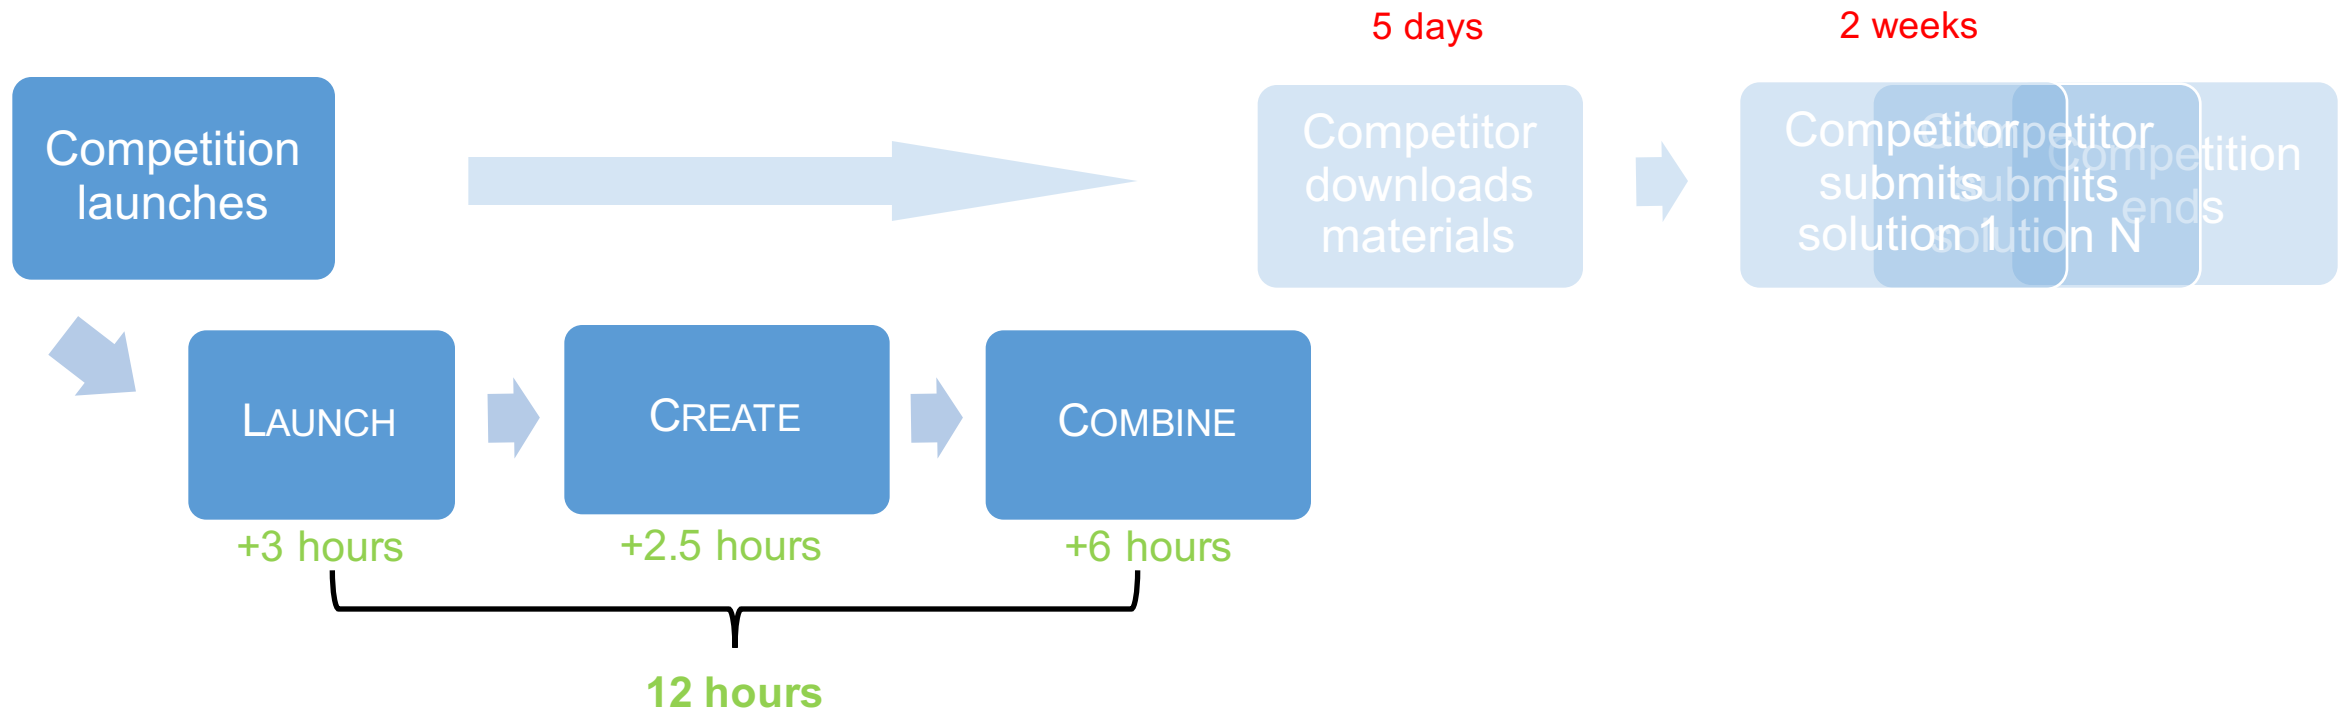 5 days
2 weeks
Competition
launches
Competitor
downloads
materials
Competitor
submits
solution 1
Competitor
submits
solution N
Competition
ends
LAUNCH
CREATE
COMBINE
+3 hours
+2.5 hours
+6 hours
12 hours